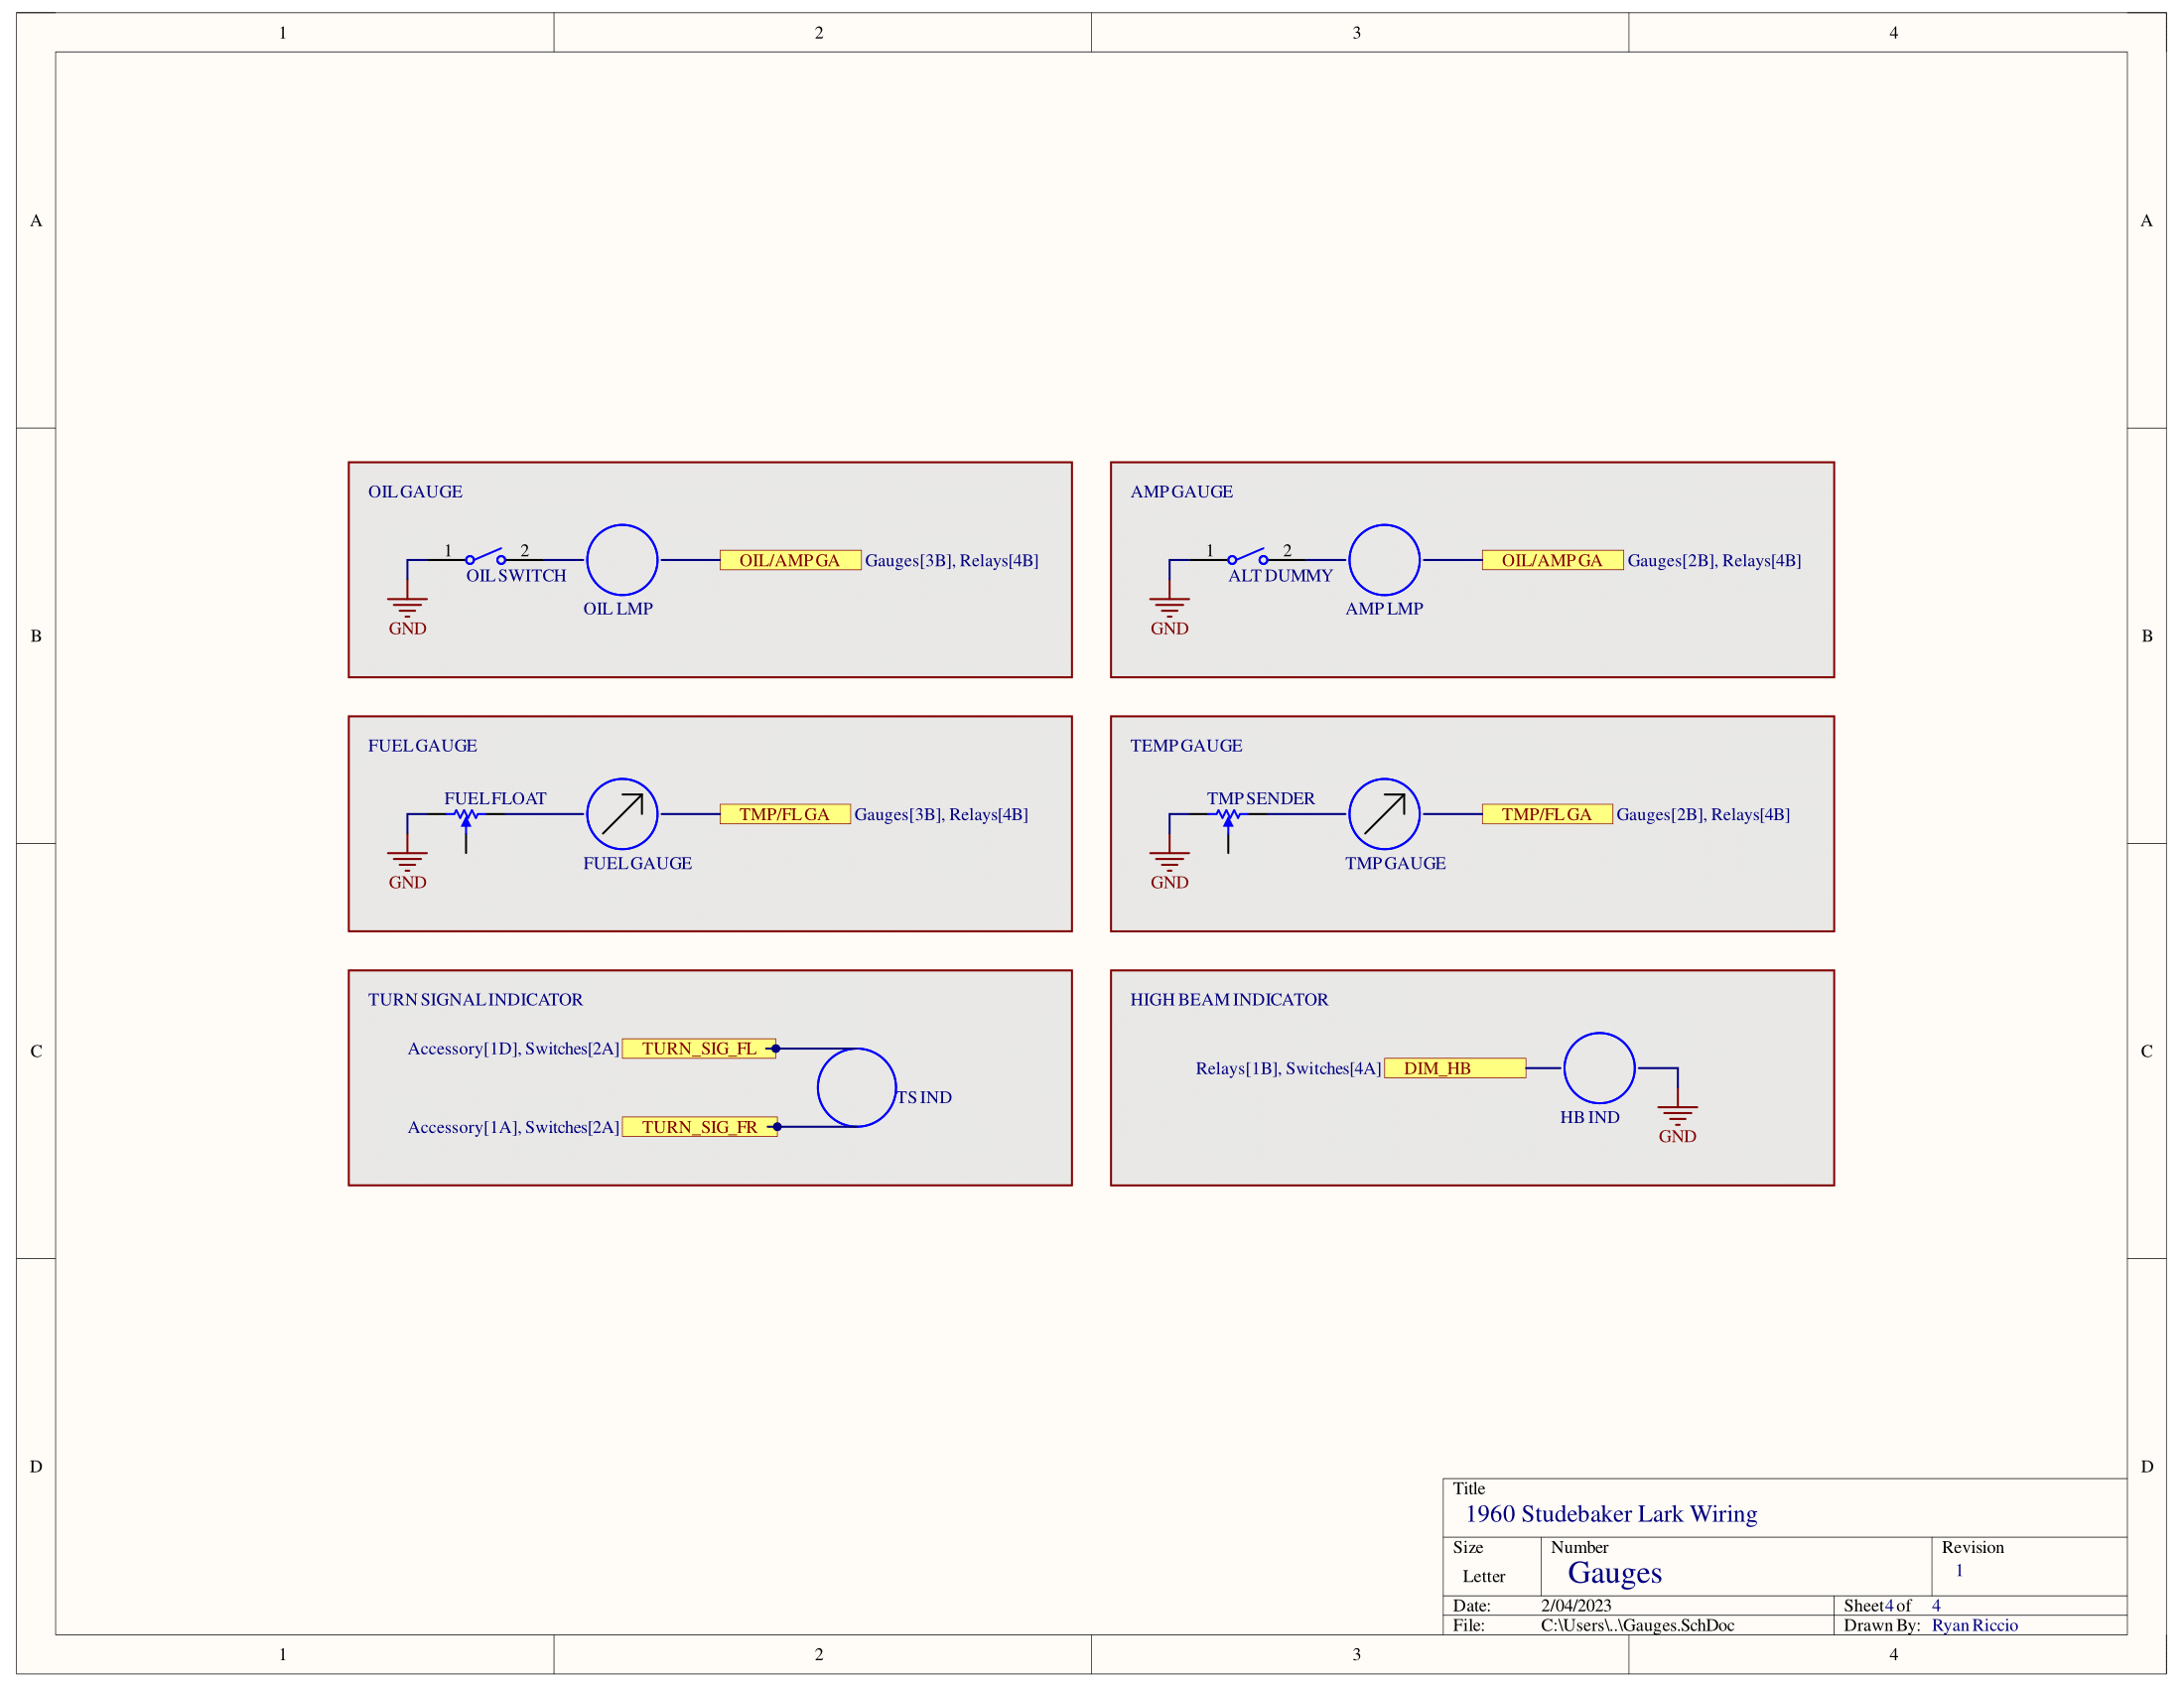 1 2 3 4
A A
OIL GAUGE
1 2
OIL SWITCH
OIL LMP
OIL/AMP GA Gauges[3B], Relays[4B]
GND
AMP GAUGE
1 2
ALT DUMMY
AMP LMP
OIL/AMP GA Gauges[2B], Relays[4B]
GND
B B
FUEL GAUGE
FUEL FLOAT
TMP/FL GA Gauges[3B], Relays[4B]
FUEL GAUGE
GND
TEMP GAUGE
TMP SENDER
TMP/FL GA Gauges[2B], Relays[4B]
TMP GAUGE
GND
TURN SIGNAL INDICATOR
Accessory[1D], Switches[2A] TURN_SIG_FL
TS IND
Accessory[1A], Switches[2A] TURN_SIG_FR
HIGH BEAM INDICATOR
Relays[1B], Switches[4A] DIM_HB
HB IND
GND
C C
D D
Title
1960 Studebaker Lark Wiring
Size Number Revision
Letter Gauges 1
Date: 2/04/2023 Sheet 4 of 4
File: C:\Users\..\Gauges.SchDoc Drawn By: Ryan Riccio
1 2 3 4